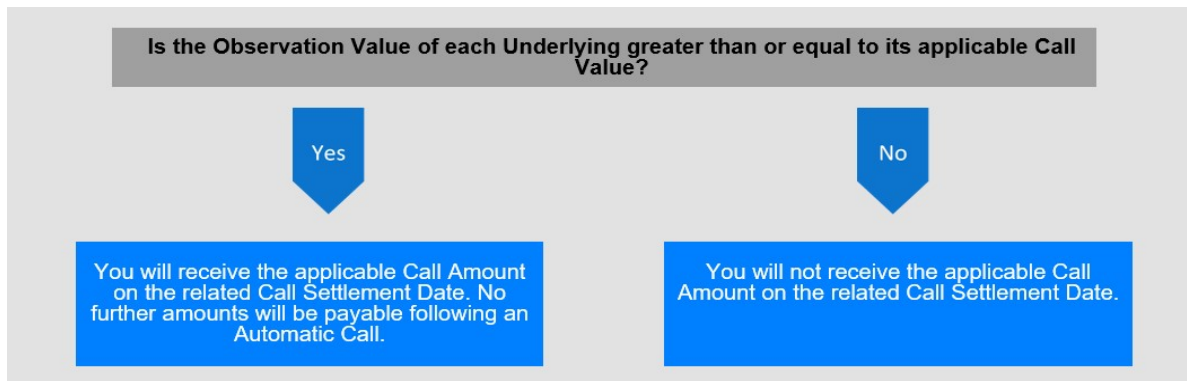 Is the Observation Value of each Underlying greater than or equal to its applicable Call
Value?
Yes
No
You will receive the applicable Call Amount
on the related Call Settlement Date. No
further amounts will be payable following an
Automatic Call.
You will not receive the applicable Call
Amount on the related Call Settlement Date.